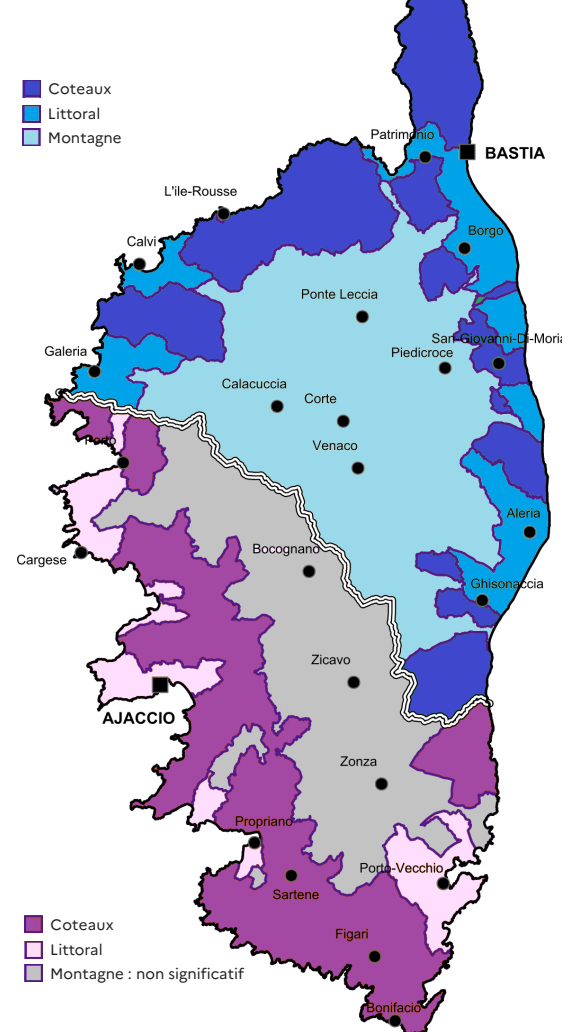 Coteaux
Littoral
Montagne
Patrimonio
BASTIA
L'ile-Rousse
Borgo
Calvi
Ponte Leccia
San-Giovanni-Di-Moria
Galeria
Piedicroce
Calacuccia
Corte
Porto
Venaco
Aleria
Bocognano
Cargese
Ghisonaccia
Zicavo
AJACCIO
Zonza
Propriano
Porto-Vecchio
Sartene
Coteaux
Figari
Littoral
Montagne : non significatif
Bonifacio